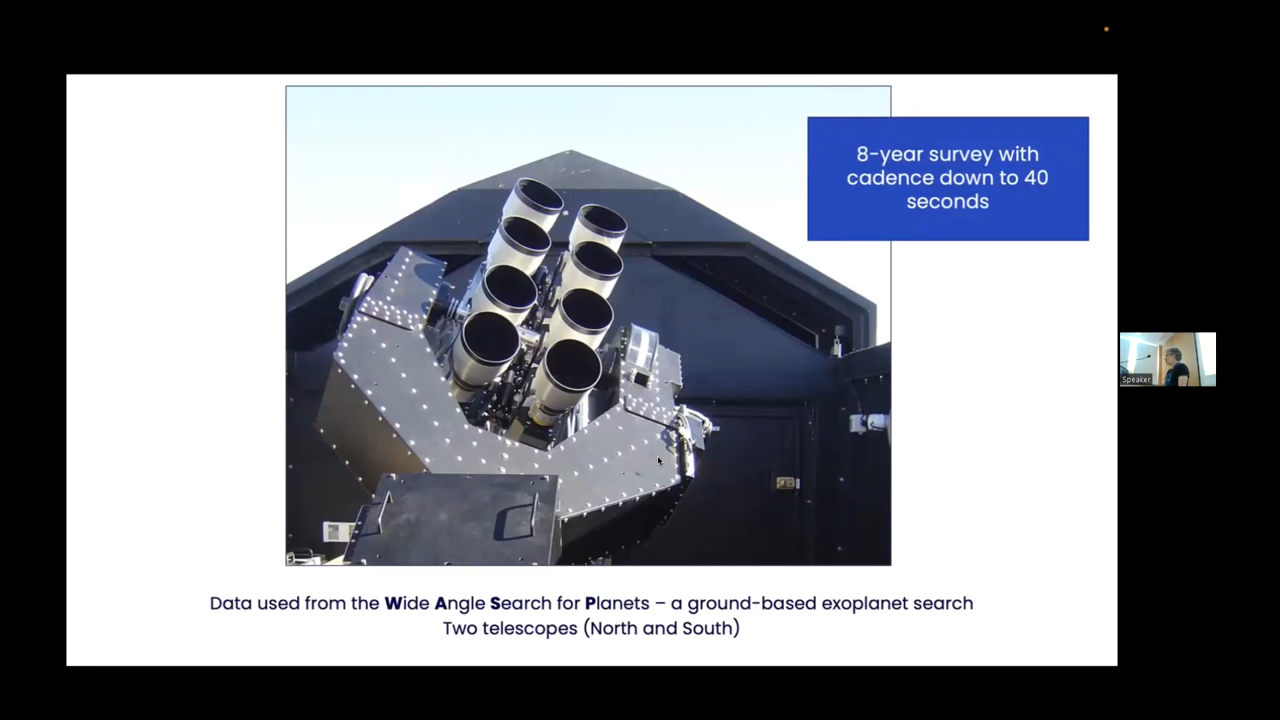 8-year survey with
cadence down to 40
seconds
Data used from the Wide Angle Search for Planets – a ground-based exoplanet search
Two telescopes (North and South)
Speaker